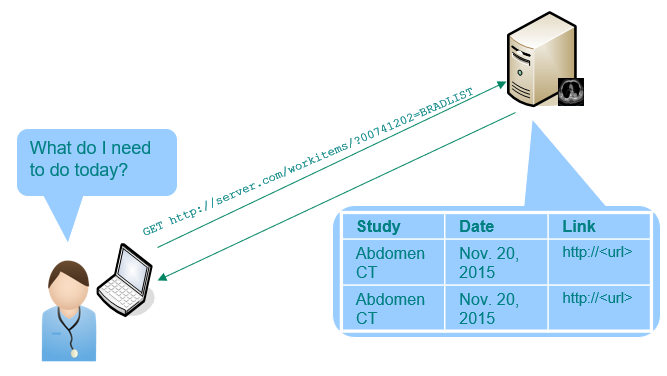 What do I need
to do today?
GET http://server.com/workitems/?00741202=BRADLIST
Study Date Link
Abdomen CT Nov. 20, 2015 http://<url>
Abdomen CT Nov. 20, 2015 http://<url>